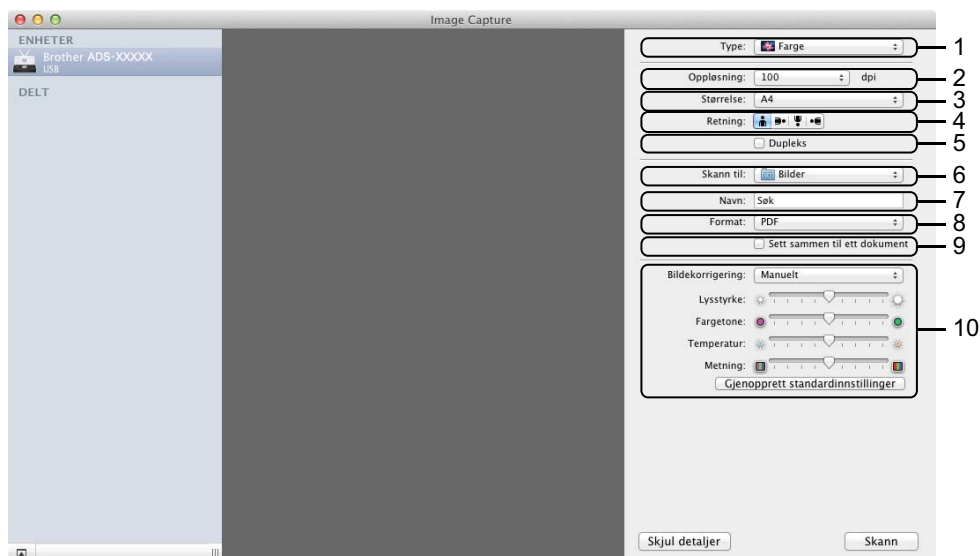 Image Capture
ENHETER
Brother ADS-XXXXX
USB
DELT
Type: Farge 1
Oppløsning: 100 dpi 2
Størrelse: A4 3
Retning: 4
Dupleks 5
Skann til: Bilder 6
Navn: Søk 7
Format: PDF 8
Sett sammen til ett dokument 9
Bildekorrigering: Manuelt
Lysstyrke:
Fargetone:
10
Temperatur:
Metning:
Gjenopprett standardinnstillinger
Skjul detaljer Skann